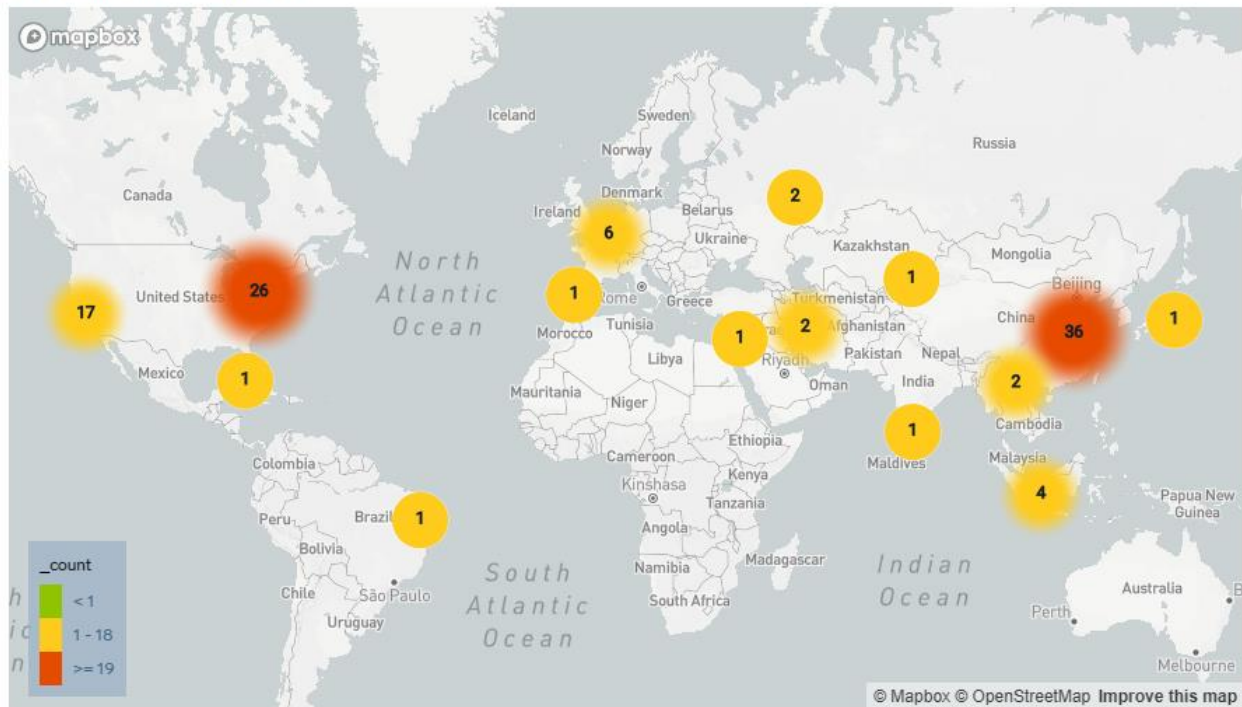 mapbox
Iceland
Sweden
Russia
Norway
Canada
Denmark
2
Ireland
Belarus
6
Ukraine
Kazakhstan
Mongolia
North
Atlantic
Ocean
26
1
Beijing
United States
17
1
Rome
Greece
Turkmenistan
China
36
1
Morocco
Tunisia
1
2
Afghanistan
Mexico
1
Libya
Riyadh
Pakistan
Nepal
Oman
India
2
Mauritania
Niger
1
Cambodia
Ethiopia
Maldives
Malaysia
Colombia
Cameroon
Kenya
Kinshasa
4
Papua New
Guinea
Peru
Brazil
1
Tanzania
Angola
Bolivia
Madagascar
Namibia
South
Atlantic
Ocean
Indian
Ocean
Australia
Chile
São Paulo
South Africa
Perth
Uruguay
Melbourne
_count
< 1
1 - 18
>= 19
© Mapbox © OpenStreetMap Improve this map